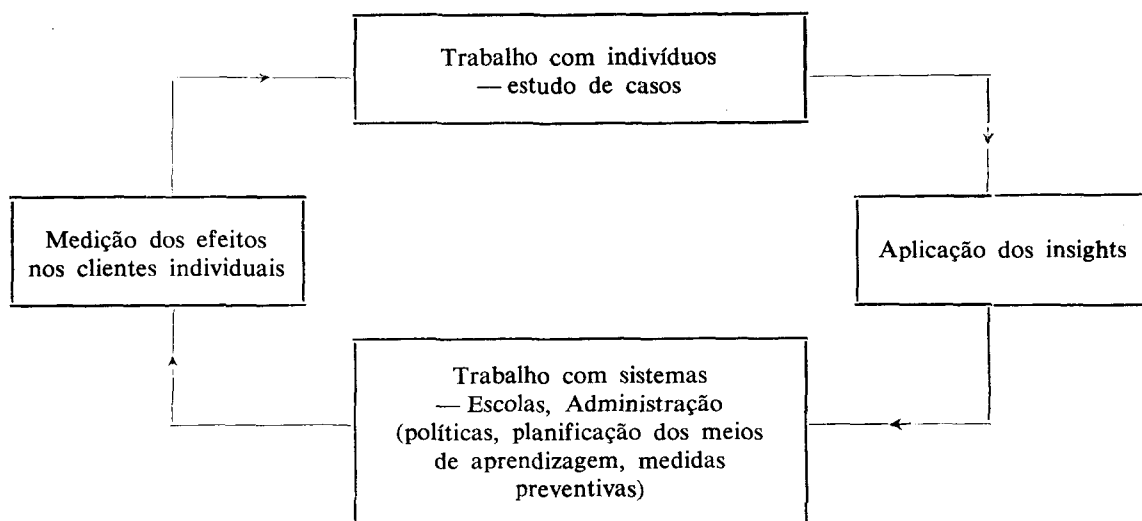 Trabalho com indivíduos
— estudo de casos
Medição dos efeitos
nos clientes individuais
Aplicação dos insights
Trabalho com sistemas
— Escolas, Administração
(políticas, planificação dos meios
de aprendizagem, medidas
preventivas)